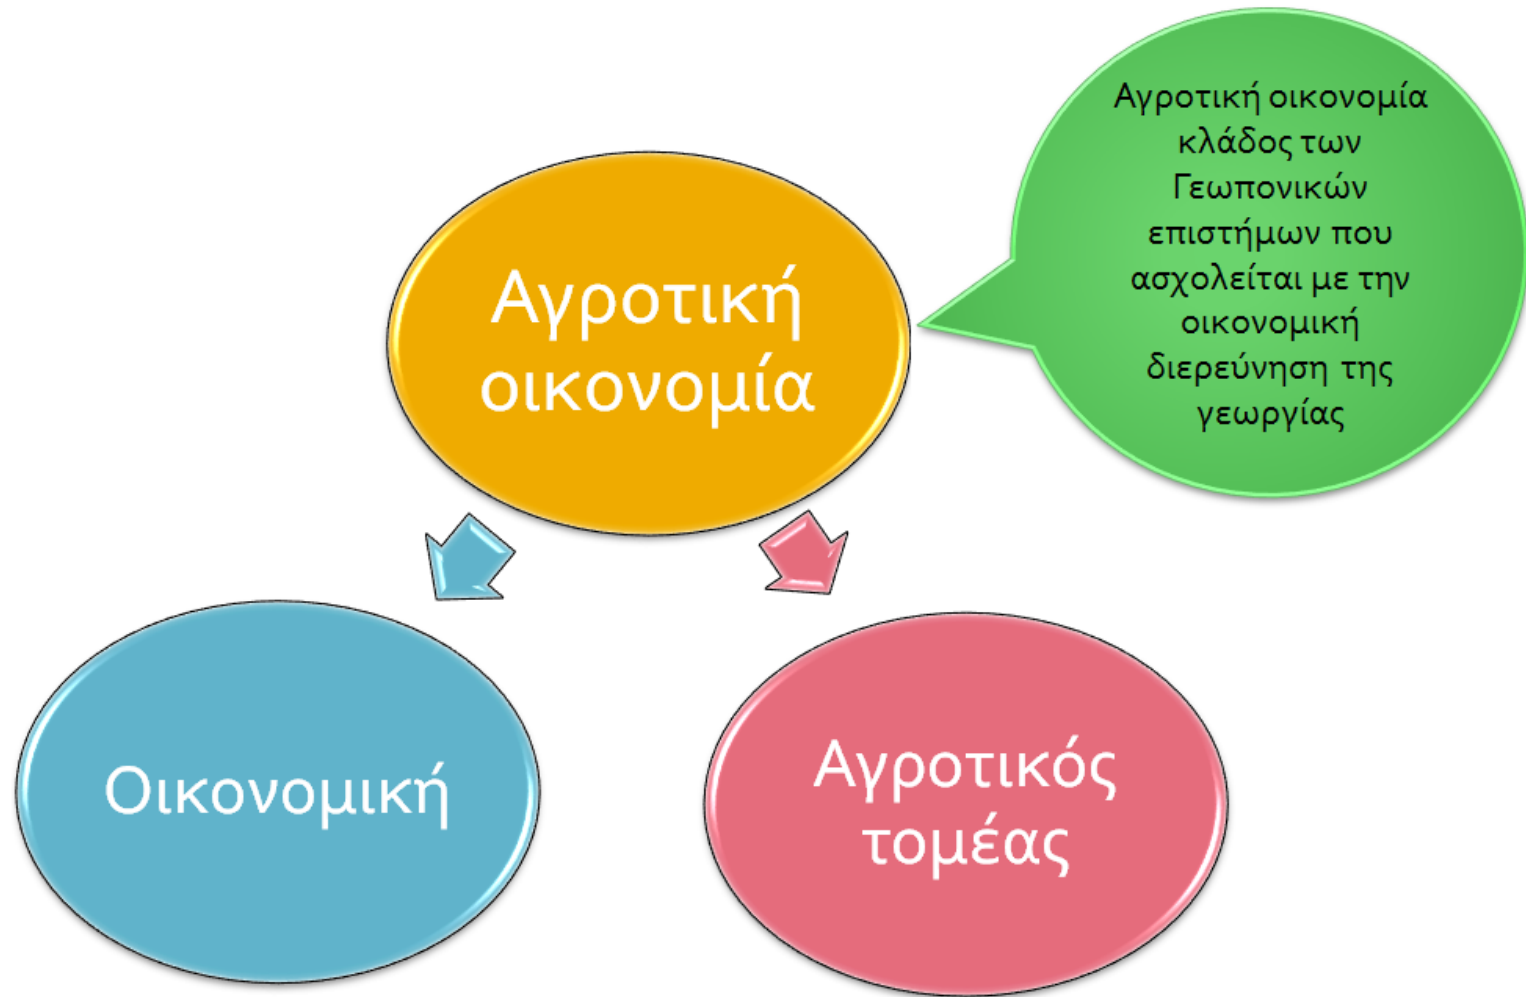 Αγροτική οικονομία
κλάδος των
Γεωπονικών
επιστήμων που
ασχολείται με την
οικονομική
διερεύνηση της
γεωργίας
Αγροτική
οικονομία
Οικονομική
Αγροτικός
τομέας